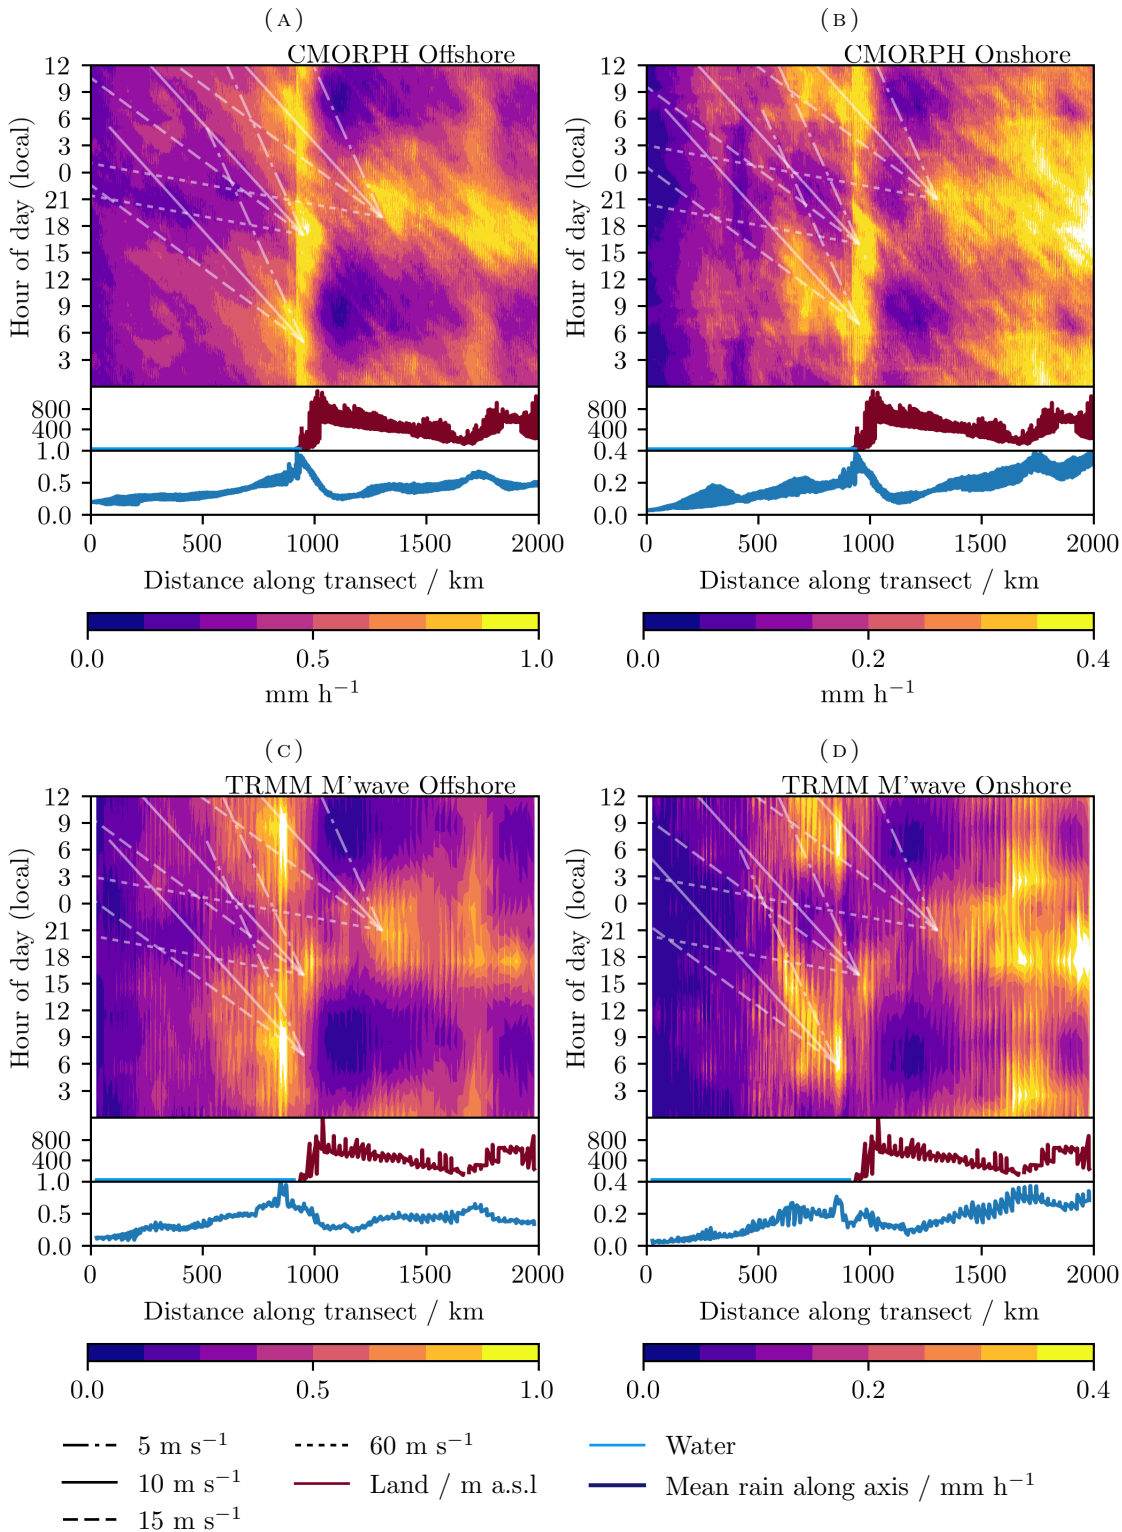 (A)
CMORPH Offshore
12
9
6
3
0
21
18
15
12
9
6
3
Hour of day (local)
800
400
1.0
0.5
0.0
0 500 1000 1500 2000
Distance along transect / km
0.0 0.5 1.0
mm h⁻¹
(B)
CMORPH Onshore
12
9
6
3
0
21
18
15
12
9
6
3
Hour of day (local)
800
400
0.4
0.2
0.0
0 500 1000 1500 2000
Distance along transect / km
0.0 0.2 0.4
mm h⁻¹
(C)
TRMM M'wave Offshore
12
9
6
3
0
21
18
15
12
9
6
3
Hour of day (local)
800
400
1.0
0.5
0.0
0 500 1000 1500 2000
Distance along transect / km
0.0 0.5 1.0
(D)
TRMM M'wave Onshore
12
9
6
3
0
21
18
15
12
9
6
3
Hour of day (local)
800
400
0.4
0.2
0.0
0 500 1000 1500 2000
Distance along transect / km
0.0 0.2 0.4
5 m s⁻¹
10 m s⁻¹
15 m s⁻¹
60 m s⁻¹
Land / m a.s.l
Water
Mean rain along axis / mm h⁻¹